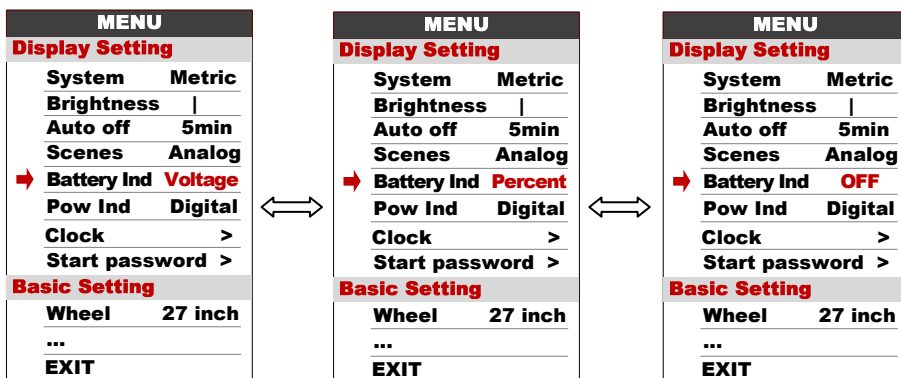 MENU
Display Setting
System Metric
Brightness |
Auto off 5min
Scenes Analog
Battery Ind Voltage
Pow Ind Digital
Clock >
Start password >
Basic Setting
Wheel 27 inch
...
EXIT
MENU
Display Setting
System Metric
Brightness |
Auto off 5min
Scenes Analog
Battery Ind Percent
Pow Ind Digital
Clock >
Start password >
Basic Setting
Wheel 27 inch
...
EXIT
MENU
Display Setting
System Metric
Brightness |
Auto off 5min
Scenes Analog
Battery Ind OFF
Pow Ind Digital
Clock >
Start password >
Basic Setting
Wheel 27 inch
...
EXIT